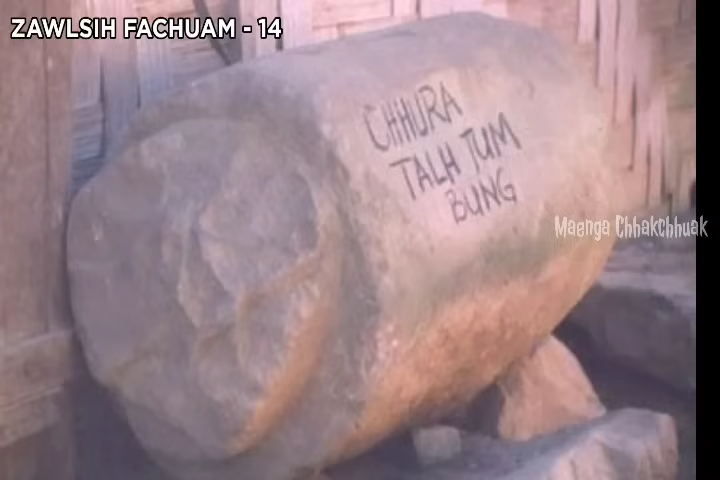 ZAWLSIH FACHUAM - 14
CHHURA
TALH TUM
BUNG
Maenga Chhakchhuak